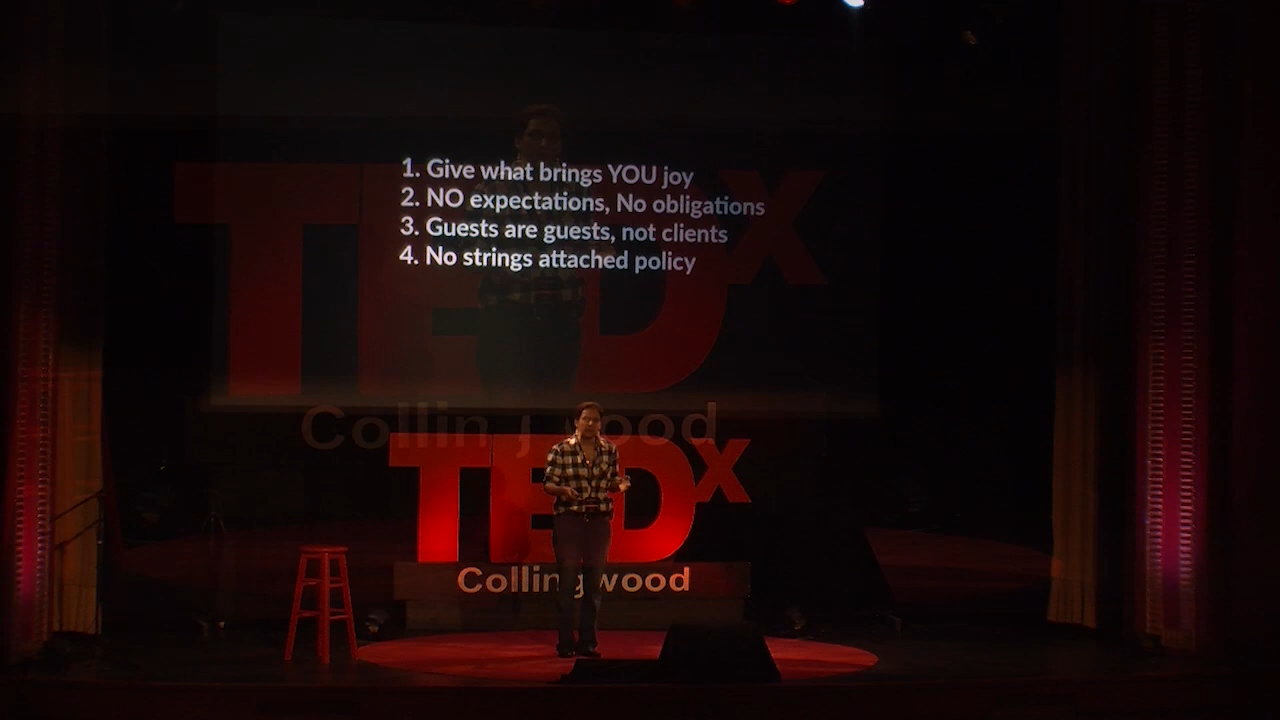 1. Give what brings YOU joy
2. NO expectations, No obligations
3. Guests are guests, not clients
4. No strings attached policy
TEDx
Collingwood
TEDx
Collingwood